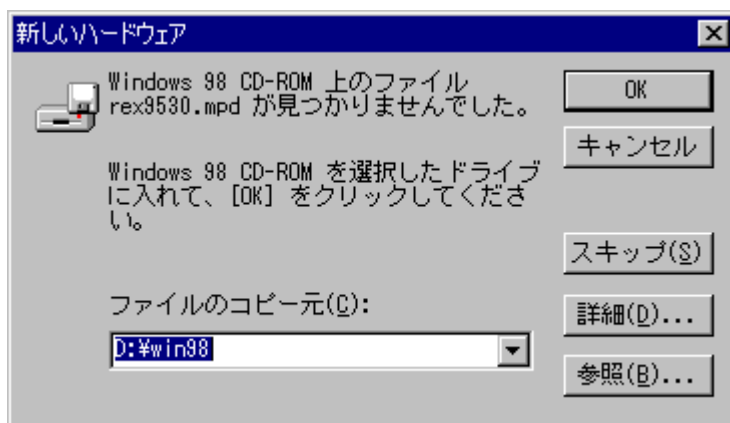 新しいハードウェア
Windows 98 CD-ROM 上のファイル
rex9530.mpd が見つかりませんでした。
Windows 98 CD-ROM を選択したドライブ
に入れて、[OK] をクリックしてくださ
い。
ファイルのコピー元(C):
D:¥win98
OK
キャンセル
スキップ(S)
詳細(D)...
参照(B)...